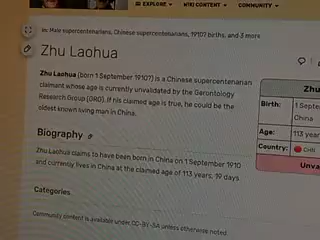 EXPLORE WIKI CONTENT COMMUNITY
in: Male supercentenarians, Chinese supercentenarians, 1910? births, and 3 more
Zhu Laohua
Zhu Laohua (born 1 September 1910?) is a Chinese supercentenarian
claimant whose age is currently unvalidated by the Gerontology
Research Group (GRG). If his claimed age is true, he could be the
oldest known living man in China.
Zhu
Birth: 1 Septe
China
Age: 113 year
Country: CHN
Unva
Biography
Zhu Laohua claims to have been born in China on 1 September 1910
and currently lives in China at the claimed age of 113 years, 19 days
Categories
Community content is available under CC-BY-SA unless otherwise noted.